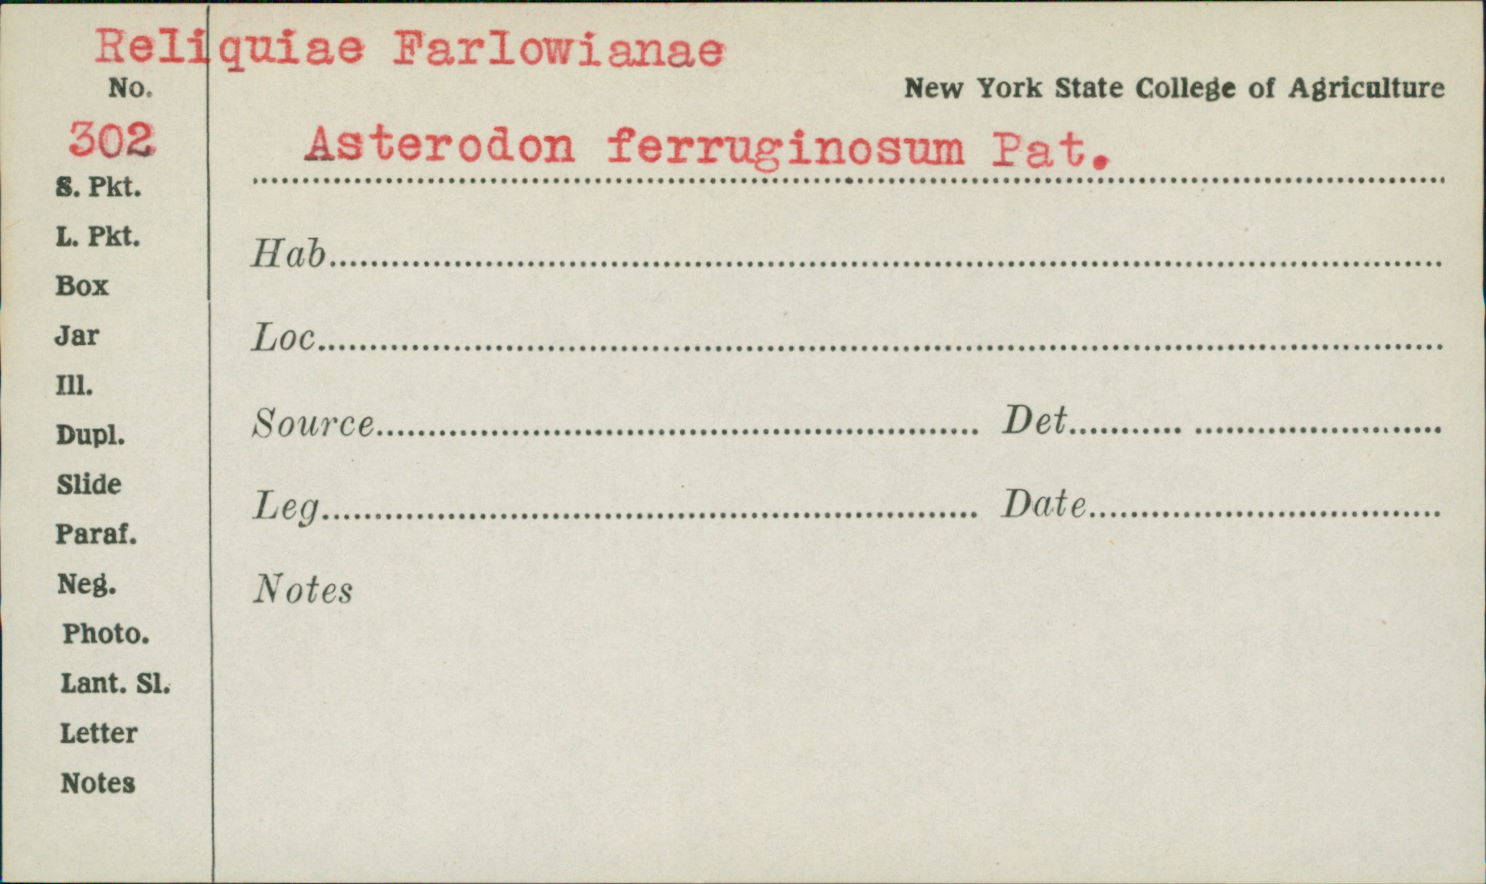 Reliquiae Farlowianae
No.
New York State College of Agriculture
302
Asterodon ferruginosum Pat.
S. Pkt.
L. Pkt.
Hab
Box
Jar
Loc
Ill.
Dupl.
Source Det
Slide
Leg Date
Paraf.
Neg.
Notes
Photo.
Lant. Sl.
Letter
Notes